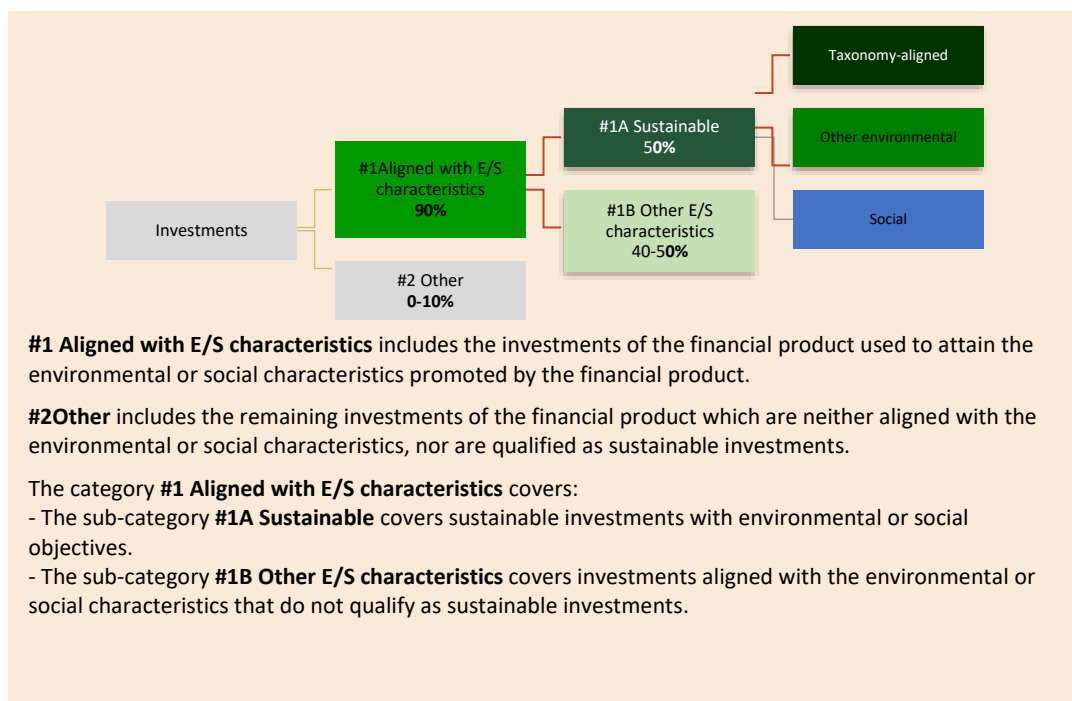 Taxonomy-aligned
#1A Sustainable
50%
Other environmental
#1Aligned with E/S
characteristics
90%
#1B Other E/S
characteristics
40-50%
Social
Investments
#2 Other
0-10%
#1 Aligned with E/S characteristics includes the investments of the financial product used to attain the
environmental or social characteristics promoted by the financial product.
#2Other includes the remaining investments of the financial product which are neither aligned with the
environmental or social characteristics, nor are qualified as sustainable investments.
The category #1 Aligned with E/S characteristics covers:
- The sub-category #1A Sustainable covers sustainable investments with environmental or social
objectives.
- The sub-category #1B Other E/S characteristics covers investments aligned with the environmental or
social characteristics that do not qualify as sustainable investments.